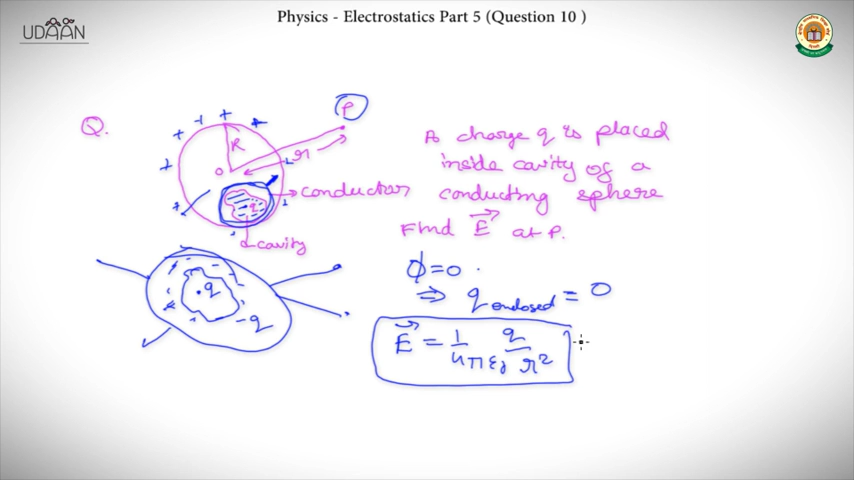 Physics - Electrostatics Part 5 (Question 10 )
UDAAN
Q.
P
R
O
r
q
conductor
cavity
A charge q is placed
inside cavity of a
conducting sphere
Find E→ at P.
ϕ = 0 .
⇒ q enclosed = 0
q
-q
E→ = 1/4πε₀ q/r²